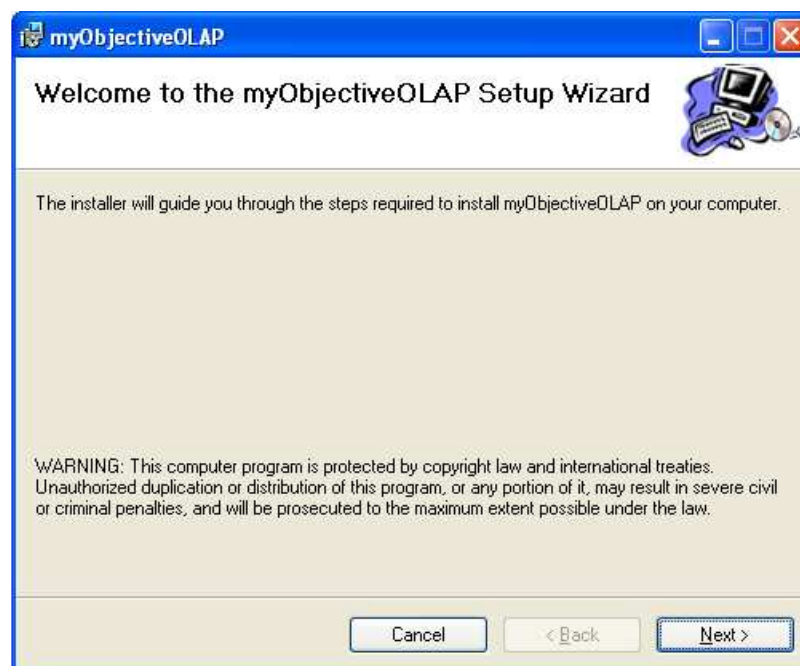 myObjectiveOLAP
Welcome to the myObjectiveOLAP Setup Wizard
The installer will guide you through the steps required to install myObjectiveOLAP on your computer.
WARNING: This computer program is protected by copyright law and international treaties.
Unauthorized duplication or distribution of this program, or any portion of it, may result in severe civil
or criminal penalties, and will be prosecuted to the maximum extent possible under the law.
Cancel < Back Next >